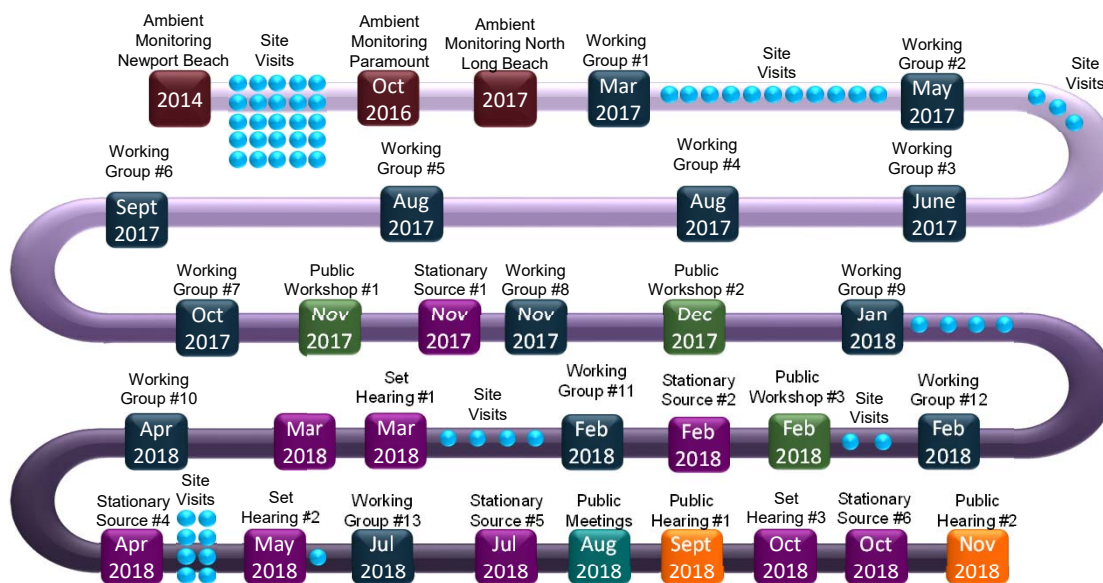 Ambient
Monitoring
Newport Beach
2014
Site
Visits
Ambient
Monitoring
Paramount
Oct
2016
Ambient
Monitoring North
Long Beach
2017
Working
Group #1
Mar
2017
Site
Visits
Working
Group #2
May
2017
Site
Visits
Working
Group #6
Sept
2017
Working
Group #5
Aug
2017
Working
Group #4
Aug
2017
Working
Group #3
June
2017
Working
Group #7
Oct
2017
Public
Workshop #1
Nov
2017
Stationary
Source #1
Nov
2017
Working
Group #8
Nov
2017
Public
Workshop #2
Dec
2017
Working
Group #9
Jan
2018
Working
Group #10
Apr
2018
Mar
2018
Set
Hearing #1
Mar
2018
Site
Visits
Working
Group #11
Feb
2018
Stationary
Source #2
Feb
2018
Public
Workshop #3
Feb
2018
Site
Visits
Working
Group #12
Feb
2018
Stationary
Source #4
Apr
2018
Site
Visits
Set
Hearing #2
May
2018
Working
Group #13
Jul
2018
Stationary
Source #5
Jul
2018
Public
Meetings
Aug
2018
Public
Hearing #1
Sept
2018
Set
Hearing #3
Oct
2018
Stationary
Source #6
Oct
2018
Public
Hearing #2
Nov
2018